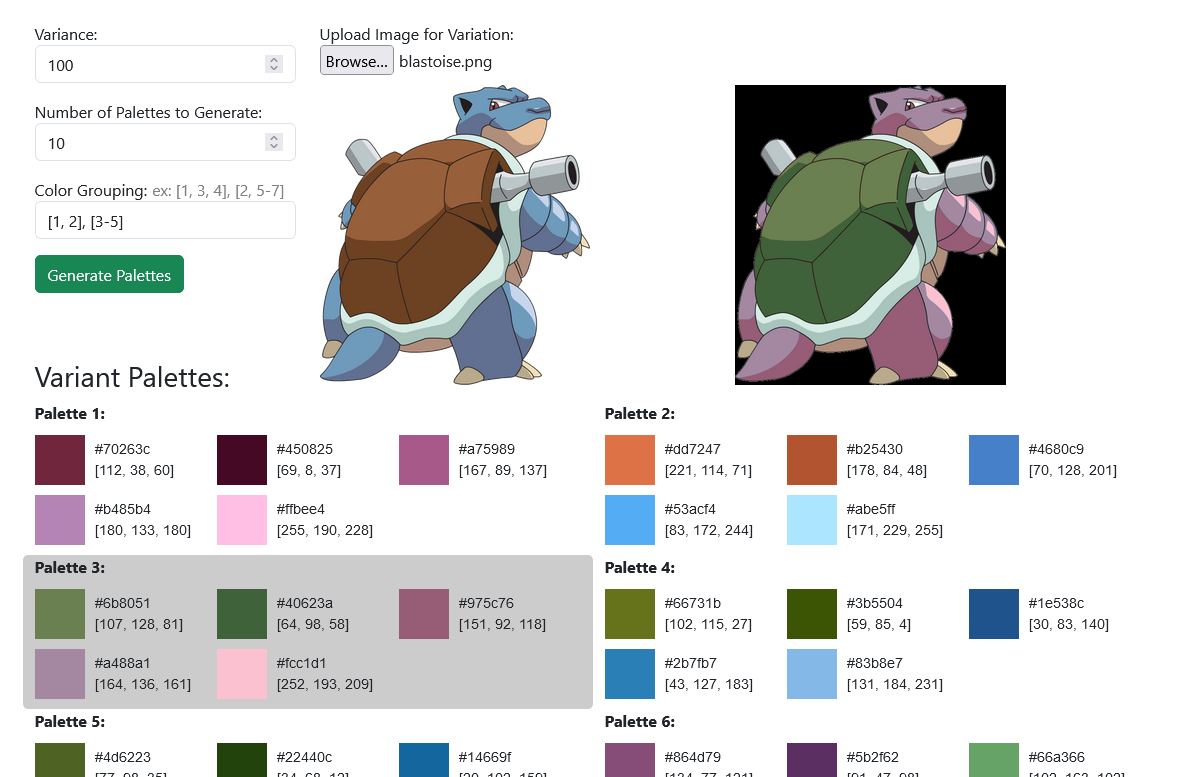 Variance:
100
Number of Palettes to Generate:
10
Color Grouping: ex: [1, 3, 4], [2, 5-7]
[1, 2], [3-5]
Generate Palettes
Upload Image for Variation:
Browse... blastoise.png
Variant Palettes:
Palette 1:
#70263c
[112, 38, 60]
#450825
[69, 8, 37]
#a75989
[167, 89, 137]
#b485b4
[180, 133, 180]
#ffbee4
[255, 190, 228]
Palette 2:
#dd7247
[221, 114, 71]
#b25430
[178, 84, 48]
#4680c9
[70, 128, 201]
#53acf4
[83, 172, 244]
#abe5ff
[171, 229, 255]
Palette 3:
#6b8051
[107, 128, 81]
#40623a
[64, 98, 58]
#975c76
[151, 92, 118]
#a488a1
[164, 136, 161]
#fcc1d1
[252, 193, 209]
Palette 4:
#66731b
[102, 115, 27]
#3b5504
[59, 85, 4]
#1e538c
[30, 83, 140]
#2b7fb7
[43, 127, 183]
#83b8e7
[131, 184, 231]
Palette 5:
#4d6223
#22440c
#14669f
Palette 6:
#864d79
#5b2f62
#66a366